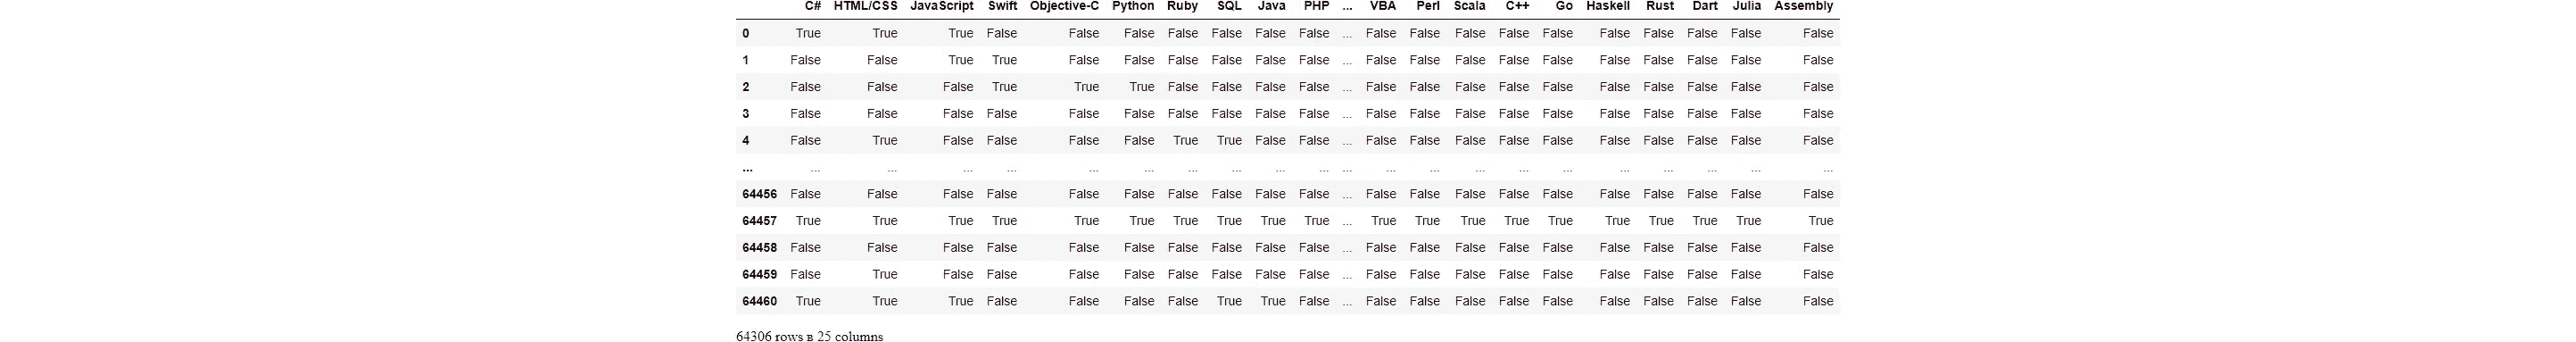 C# HTML/CSS JavaScript Swift Objective-C Python Ruby SQL Java PHP ... VBA Perl Scala C++ Go Haskell Rust Dart Julia Assembly
0 True True True False False False False False False False ... False False False False False False False False False False
1 False False True True False False False False False False ... False False False False False False False False False False
2 False False False True True True False False False False ... False False False False False False False False False False
3 False False False False False False False False False False ... False False False False False False False False False False
4 False True False False False False True True False False ... False False False False False False False False False False
... ... ... ... ... ... ... ... ... ... ... ... ... ... ... ... ... ... ... ... ... ...
64456 False False False False False False False False False False ... False False False False False False False False False False
64457 True True True True True True True True True True ... True True True True True True True True True True
64458 False False False False False False False False False False ... False False False False False False False False False False
64459 False True False False False False False False False False ... False False False False False False False False False False
64460 True True True False False False False True True False ... False False False False False False False False False False
64306 rows в 25 columns